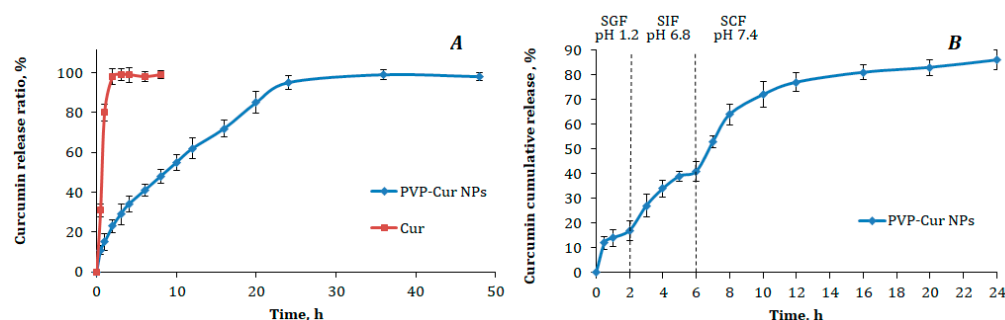 A
Curcumin release ratio, %
100
80
60
40
20
0
0 10 20 30 40 50
Time, h
PVP-Cur NPs
Cur
SGF SIF SCF
pH 1.2 pH 6.8 pH 7.4
B
Curcumin cumulative release, %
90
80
70
60
50
40
30
20
10
0
0 2 4 6 8 10 12 14 16 18 20 22 24
Time, h
PVP-Cur NPs